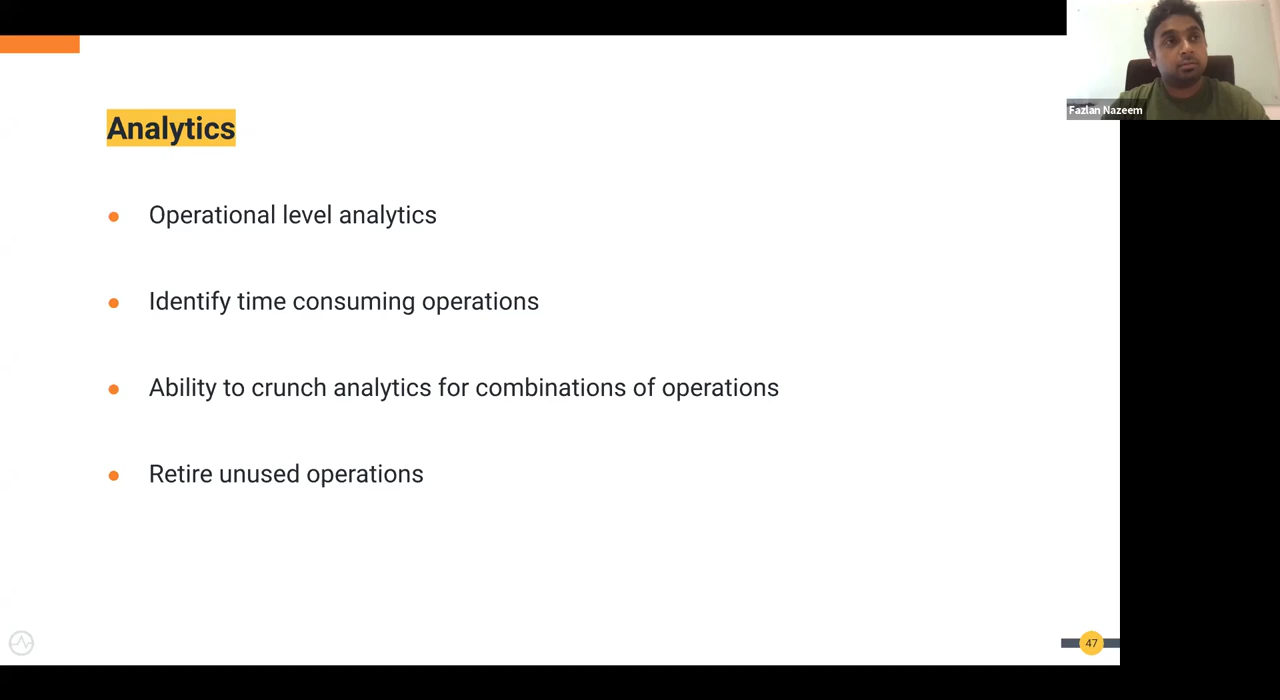 Fazlan Nazeem
Analytics
Operational level analytics
Identify time consuming operations
Ability to crunch analytics for combinations of operations
Retire unused operations
47